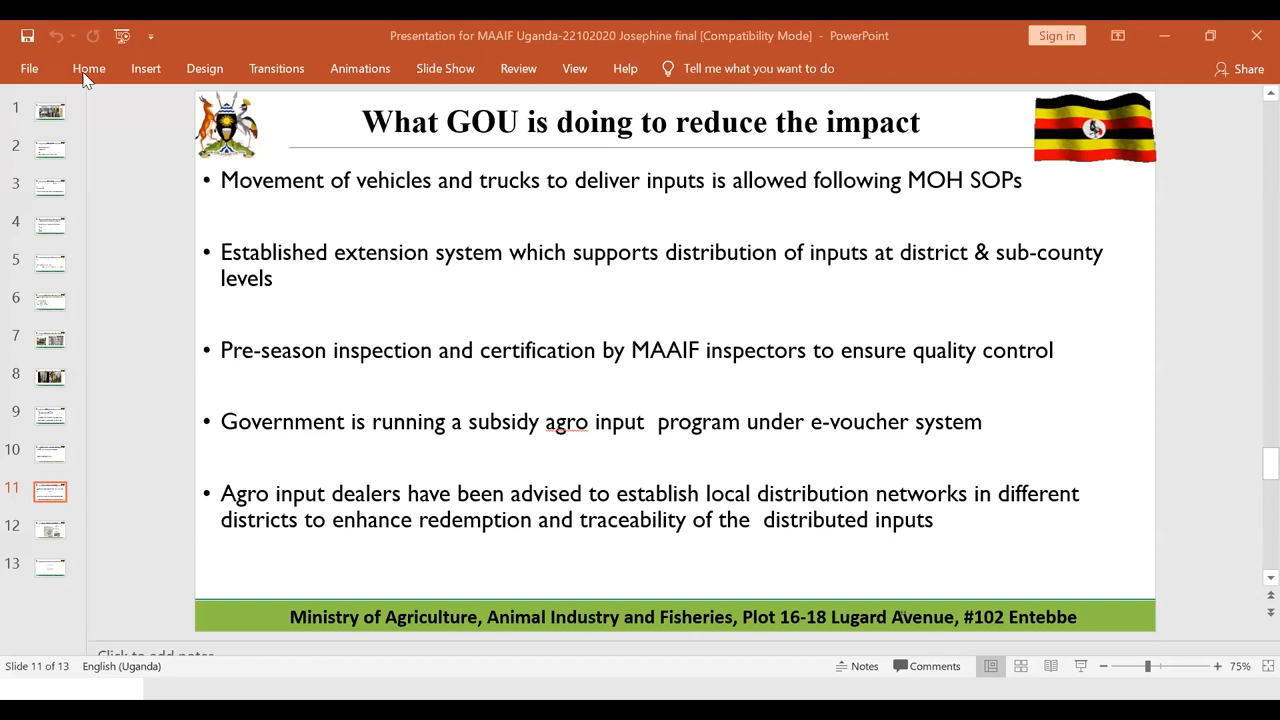 Presentation for MAAIF Uganda-22102020 Josephine final [Compatibility Mode] - PowerPoint
Sign in
File Home Insert Design Transitions Animations Slide Show Review View Help Tell me what you want to do Share
1
2
3
4
5
6
7
8
9
10
11
12
13
What GOU is doing to reduce the impact
• Movement of vehicles and trucks to deliver inputs is allowed following MOH SOPs
• Established extension system which supports distribution of inputs at district & sub-county
levels
• Pre-season inspection and certification by MAAIF inspectors to ensure quality control
• Government is running a subsidy agro input program under e-voucher system
• Agro input dealers have been advised to establish local distribution networks in different
districts to enhance redemption and traceability of the distributed inputs
Ministry of Agriculture, Animal Industry and Fisheries, Plot 16-18 Lugard Avenue, #102 Entebbe
Click to add notes
Slide 11 of 13 English (Uganda) Notes Comments 75%